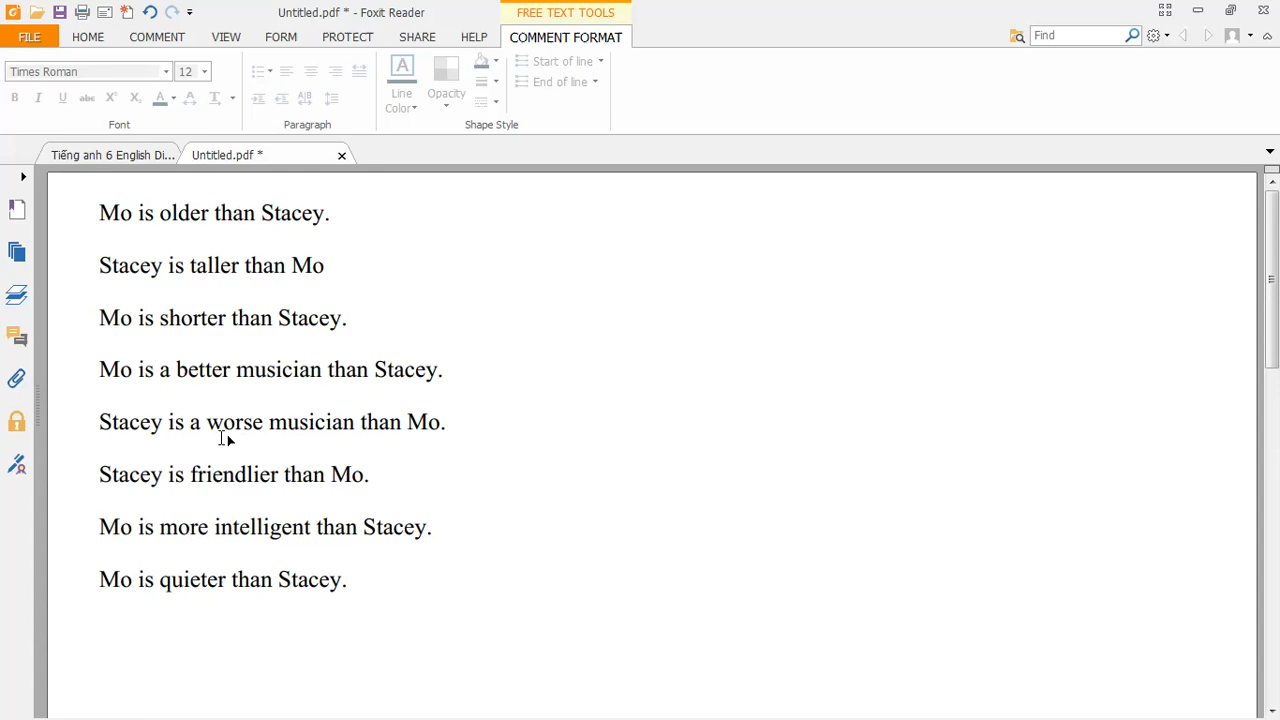 Untitled.pdf * - Foxit Reader
FREE TEXT TOOLS
FILE HOME COMMENT VIEW FORM PROTECT SHARE HELP COMMENT FORMAT
Find
Times Roman 12
Start of line
End of line
Line Color
Opacity
Font Paragraph Shape Style
Tiếng anh 6 English Di... Untitled.pdf *
Mo is older than Stacey.
Stacey is taller than Mo
Mo is shorter than Stacey.
Mo is a better musician than Stacey.
Stacey is a worse musician than Mo.
Stacey is friendlier than Mo.
Mo is more intelligent than Stacey.
Mo is quieter than Stacey.